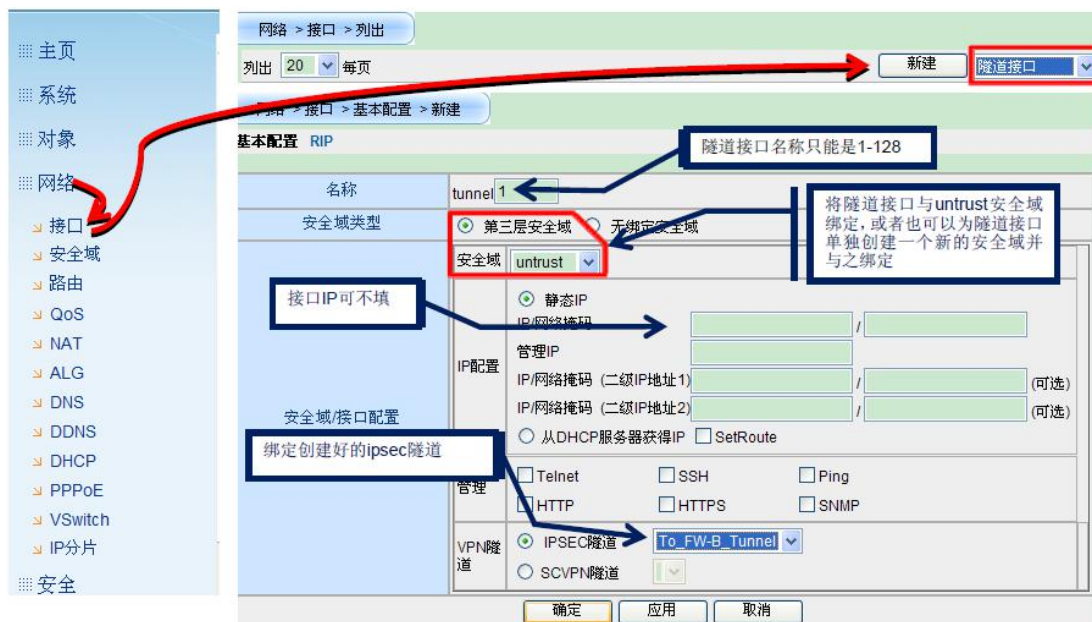 主页
系统
对象
网络
接口
安全域
路由
QoS
NAT
ALG
DNS
DDNS
DHCP
PPPoE
VSwitch
IP分片
安全
网络 >接口 >列出
列出 20 每页
新建 隧道接口
网络 >接口 >基本配置 >新建
基本配置 RIP
隧道接口名称只能是1-128
名称
tunnel 1
将隧道接口与untrust安全域
绑定，或者也可以为隧道接口
单独创建一个新的安全域并
与之绑定
安全域类型
第三层安全域 无绑定安全域
安全域 untrust
接口IP可不填
安全域/接口配置
IP配置
静态IP
IP/网络掩码 /
管理IP
IP/网络掩码 (二级IP地址1) / (可选)
IP/网络掩码 (二级IP地址2) / (可选)
从DHCP服务器获得IP SetRoute
绑定创建好的ipsec隧道
管理
Telnet SSH Ping
HTTP HTTPS SNMP
VPN隧
道
IPSEC隧道 To_FW-B_Tunnel
SCVPN隧道
确定 应用 取消